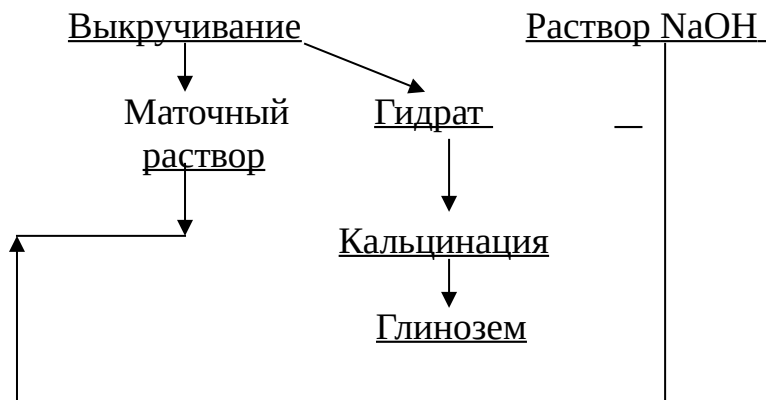 Выкручивание Раствор NaOH
Маточный Гидрат
раствор
Кальцинация
Глинозем